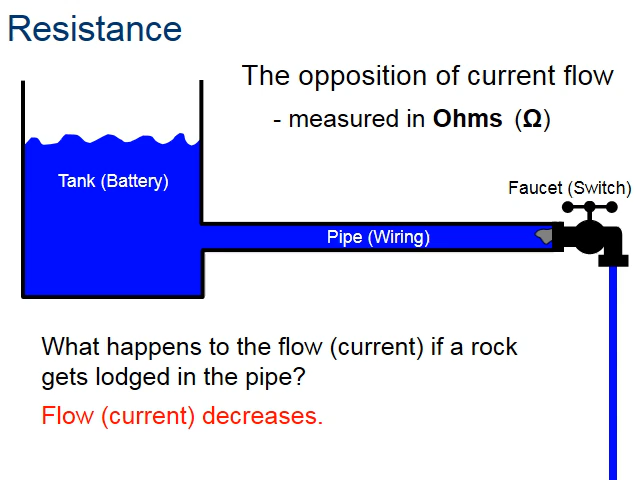 Resistance
The opposition of current flow
- measured in Ohms (Ω)
Tank (Battery)
Faucet (Switch)
Pipe (Wiring)
What happens to the flow (current) if a rock
gets lodged in the pipe?
Flow (current) decreases.